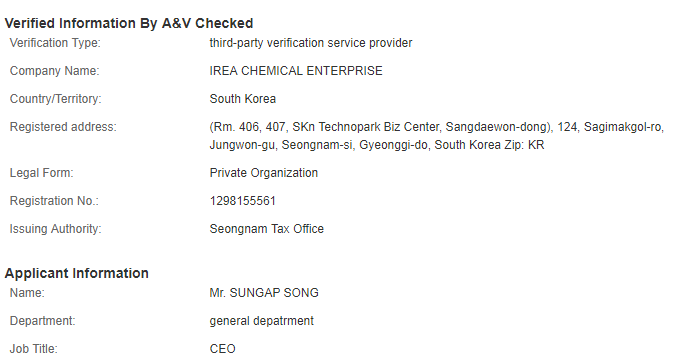 Verified Information By A&V Checked
Verification Type: third-party verification service provider
Company Name: IREA CHEMICAL ENTERPRISE
Country/Territory: South Korea
Registered address: (Rm. 406, 407, SKn Technopark Biz Center, Sangdaewon-dong), 124, Sagimakgol-ro,
Jungwon-gu, Seongnam-si, Gyeonggi-do, South Korea Zip: KR
Legal Form: Private Organization
Registration No.: 1298155561
Issuing Authority: Seongnam Tax Office
Applicant Information
Name: Mr. SUNGAP SONG
Department: general depatrment
Job Title: CEO